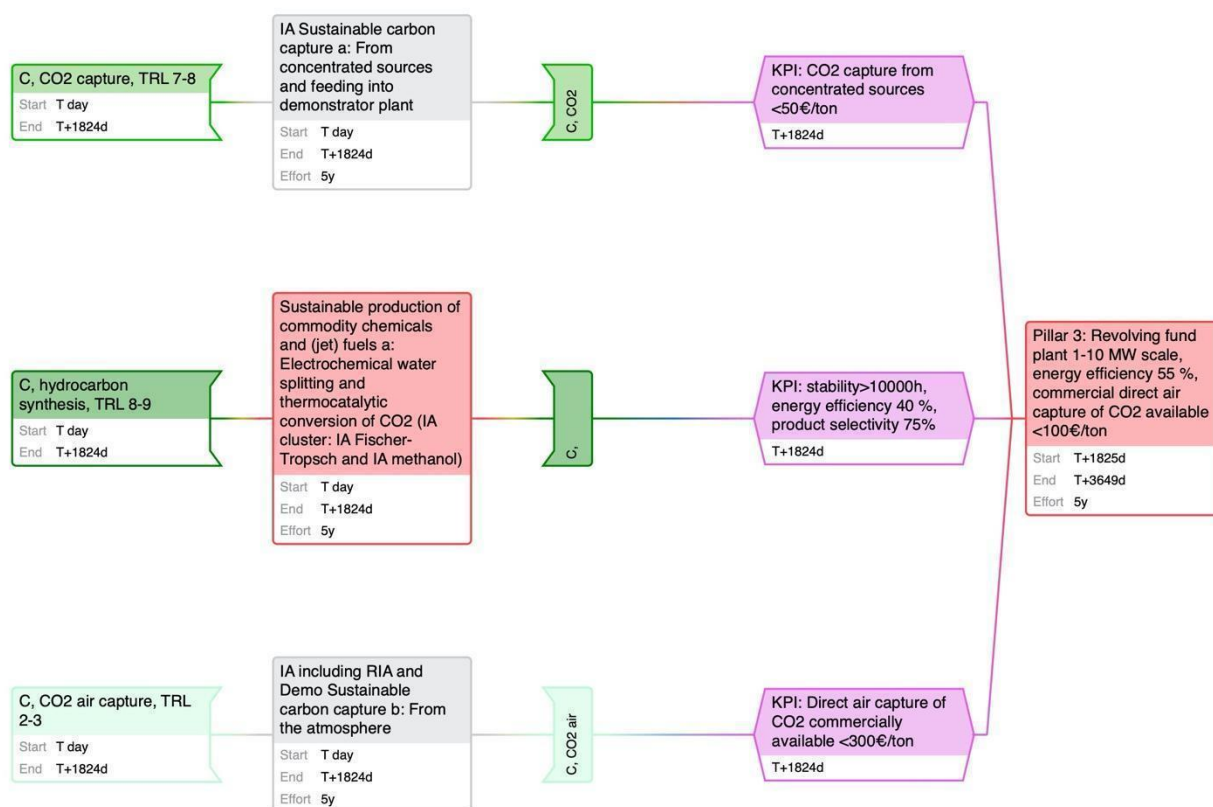 C, CO2 capture, TRL 7-8
Start T day
End T+1824d
IA Sustainable carbon
capture a: From
concentrated sources
and feeding into
demonstrator plant
Start T day
End T+1824d
Effort 5y
C, CO2
KPI: CO2 capture from
concentrated sources
<50€/ton
T+1824d
C, hydrocarbon
synthesis, TRL 8-9
Start T day
End T+1824d
Sustainable production of
commodity chemicals
and (jet) fuels a:
Electrochemical water
splitting and
thermocatalytic
conversion of CO2 (IA
cluster: IA Fischer-
Tropsch and IA methanol)
Start T day
End T+1824d
Effort 5y
C,
KPI: stability>10000h,
energy efficiency 40 %,
product selectivity 75%
T+1824d
Pillar 3: Revolving fund
plant 1-10 MW scale,
energy efficiency 55 %,
commercial direct air
capture of CO2 available
<100€/ton
Start T+1825d
End T+3649d
Effort 5y
C, CO2 air capture, TRL
2-3
Start T day
End T+1824d
IA including RIA and
Demo Sustainable
carbon capture b: From
the atmosphere
Start T day
End T+1824d
Effort 5y
C, CO2 air
KPI: Direct air capture of
CO2 commercially
available <300€/ton
T+1824d